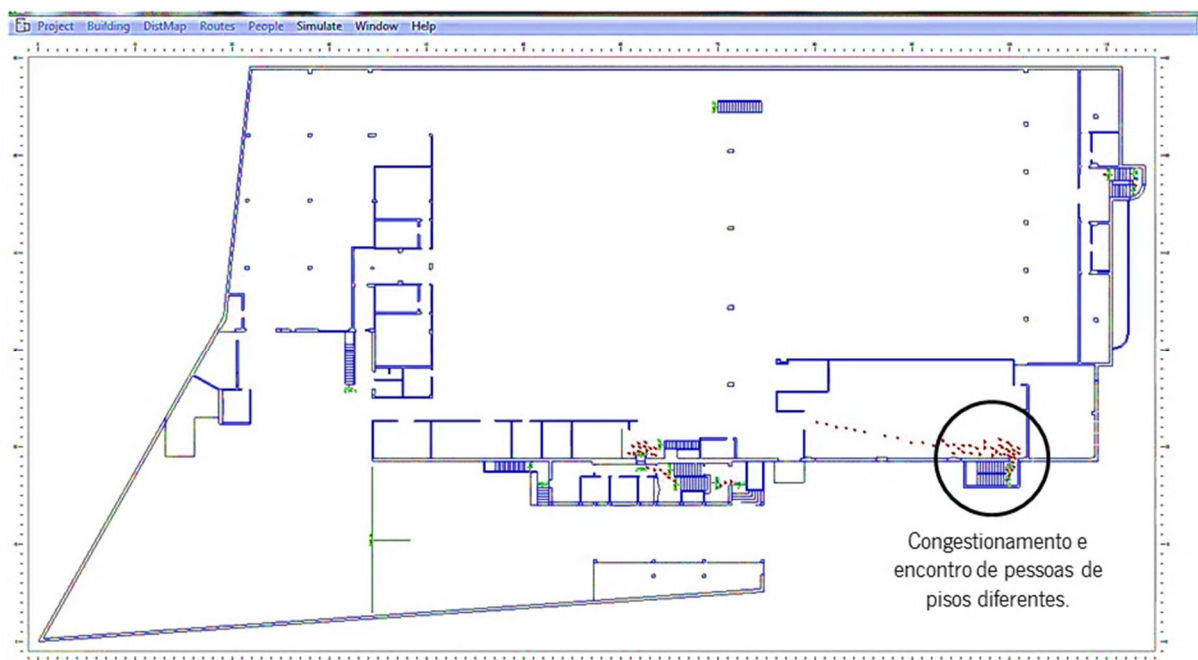 Project Building DistMap Routes People Simulate Window Help
Congestionamento e
encontro de pessoas de
pisos diferentes.